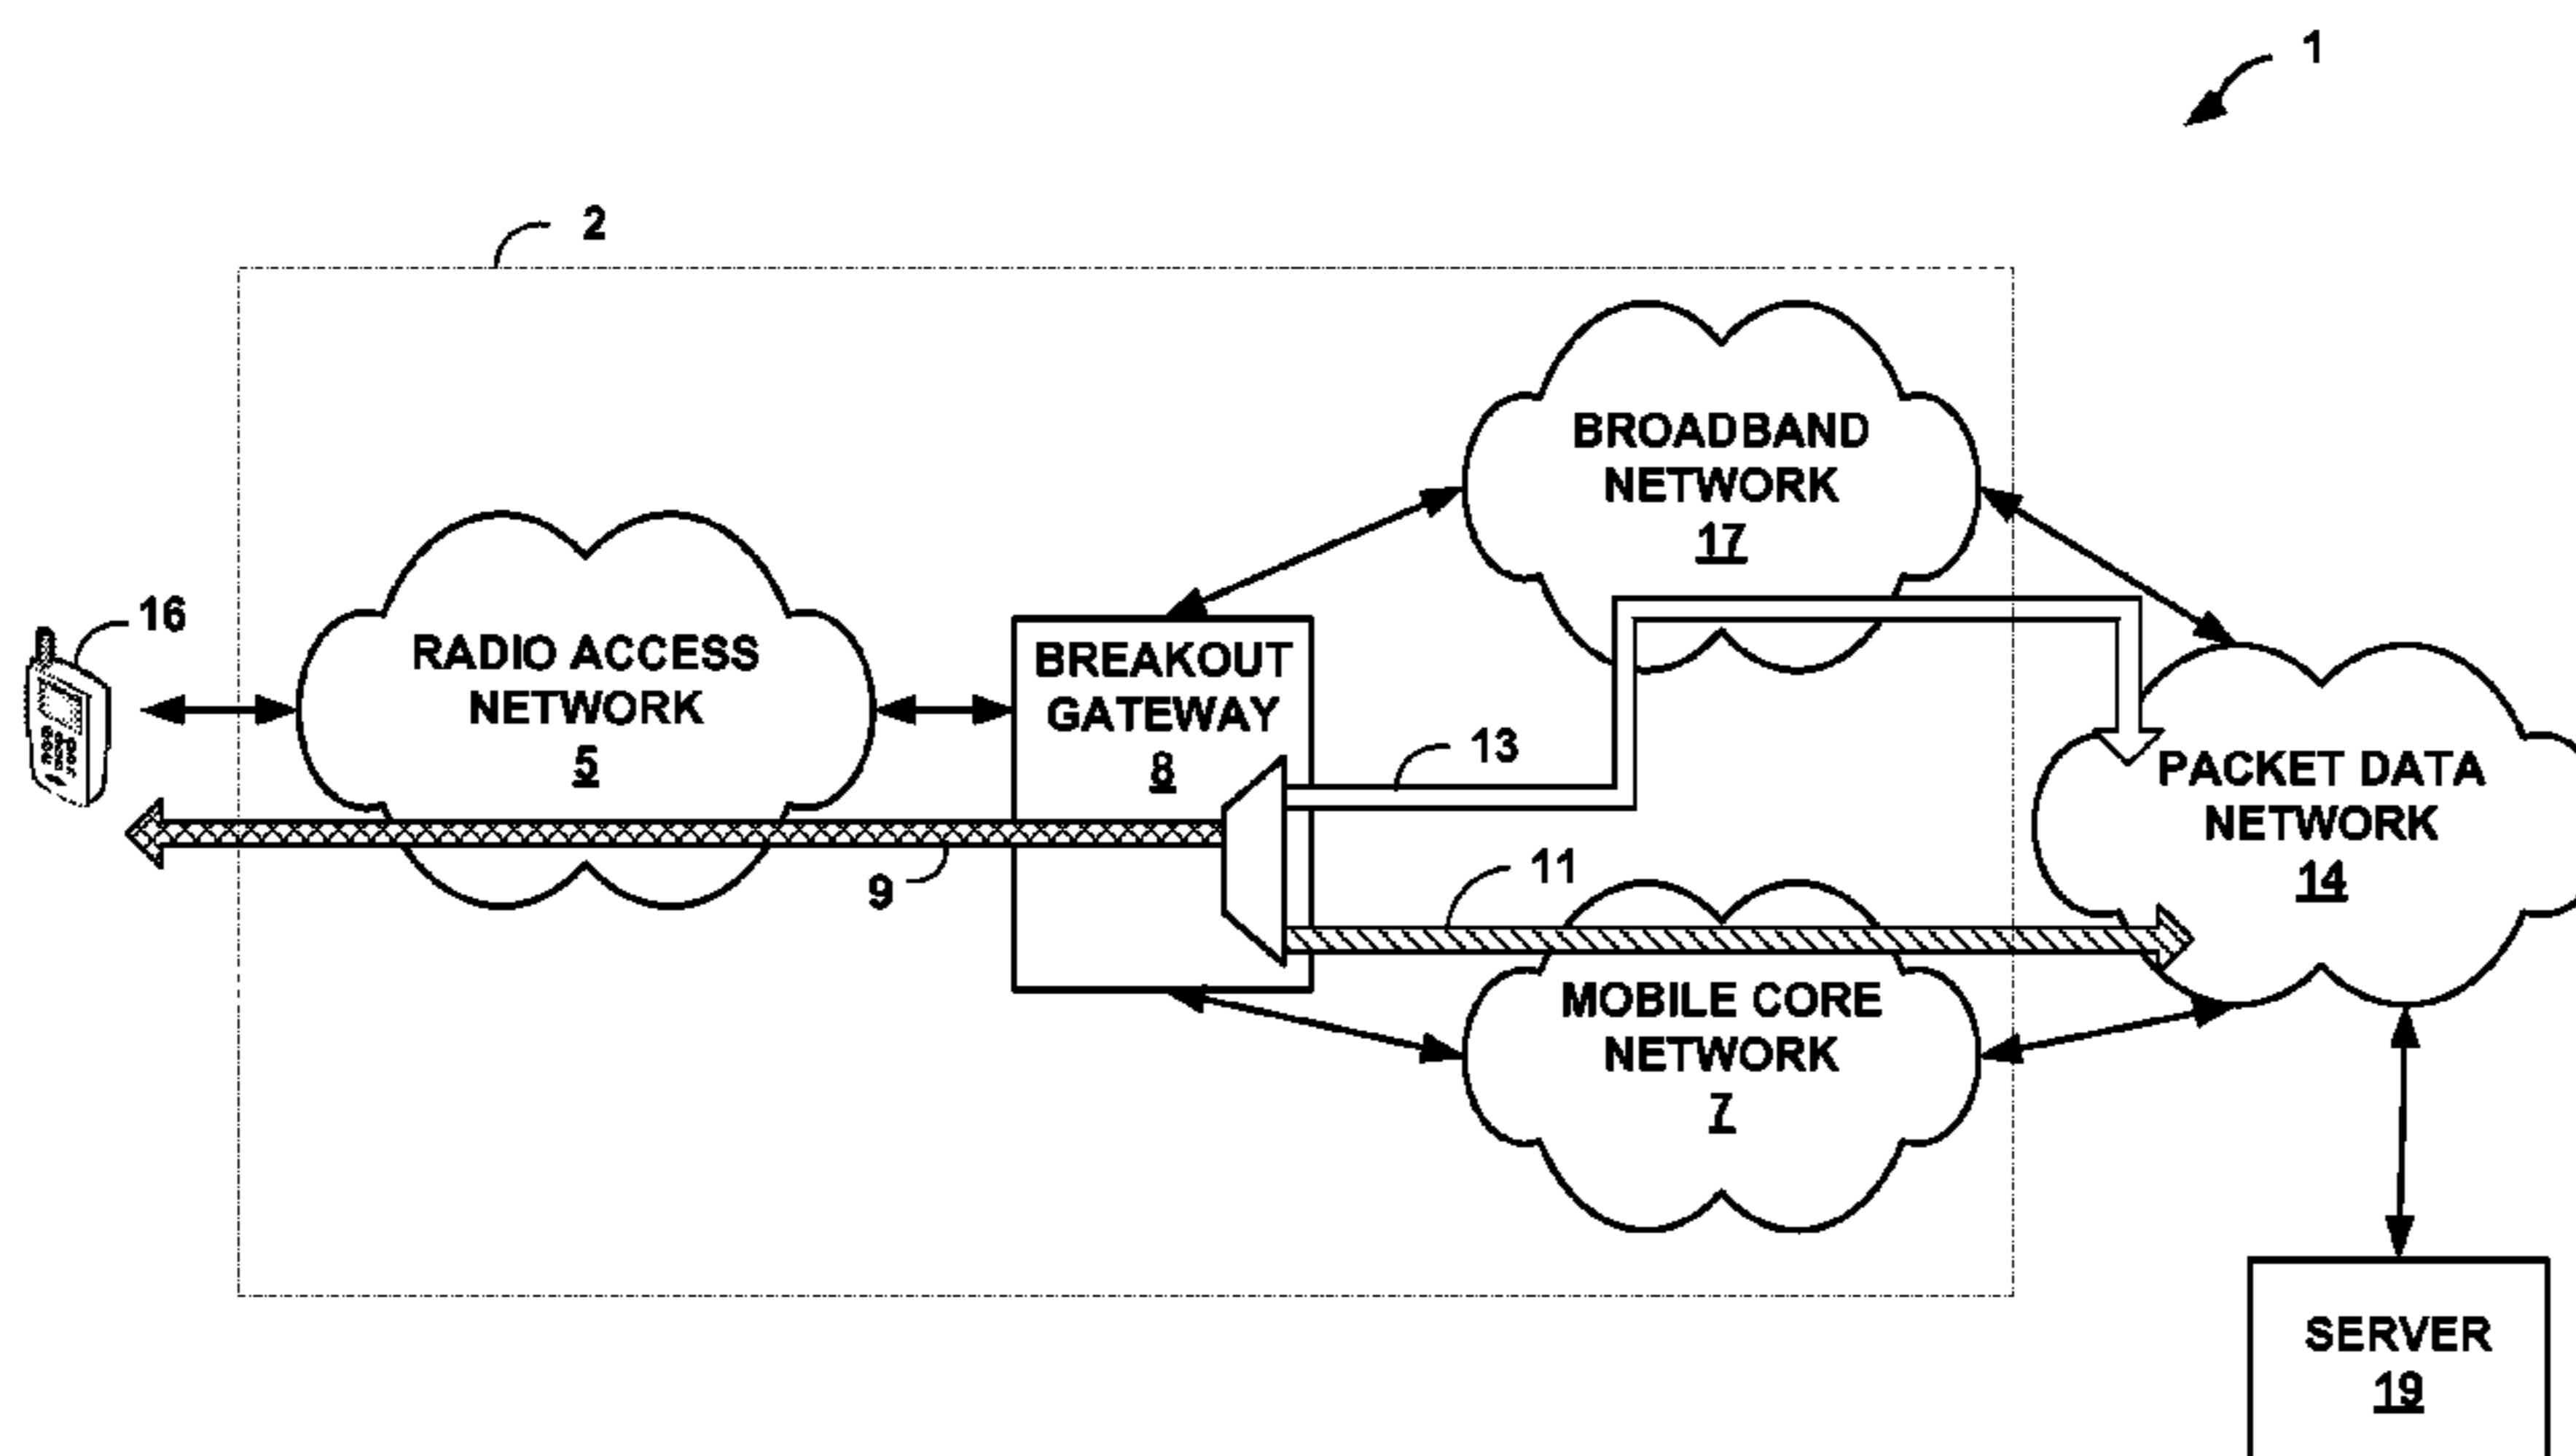 1
2
BROADBAND
NETWORK
17
16
RADIO ACCESS
NETWORK
5
BREAKOUT
GATEWAY
8
13
PACKET DATA
NETWORK
14
9
11
MOBILE CORE
NETWORK
7
SERVER
19